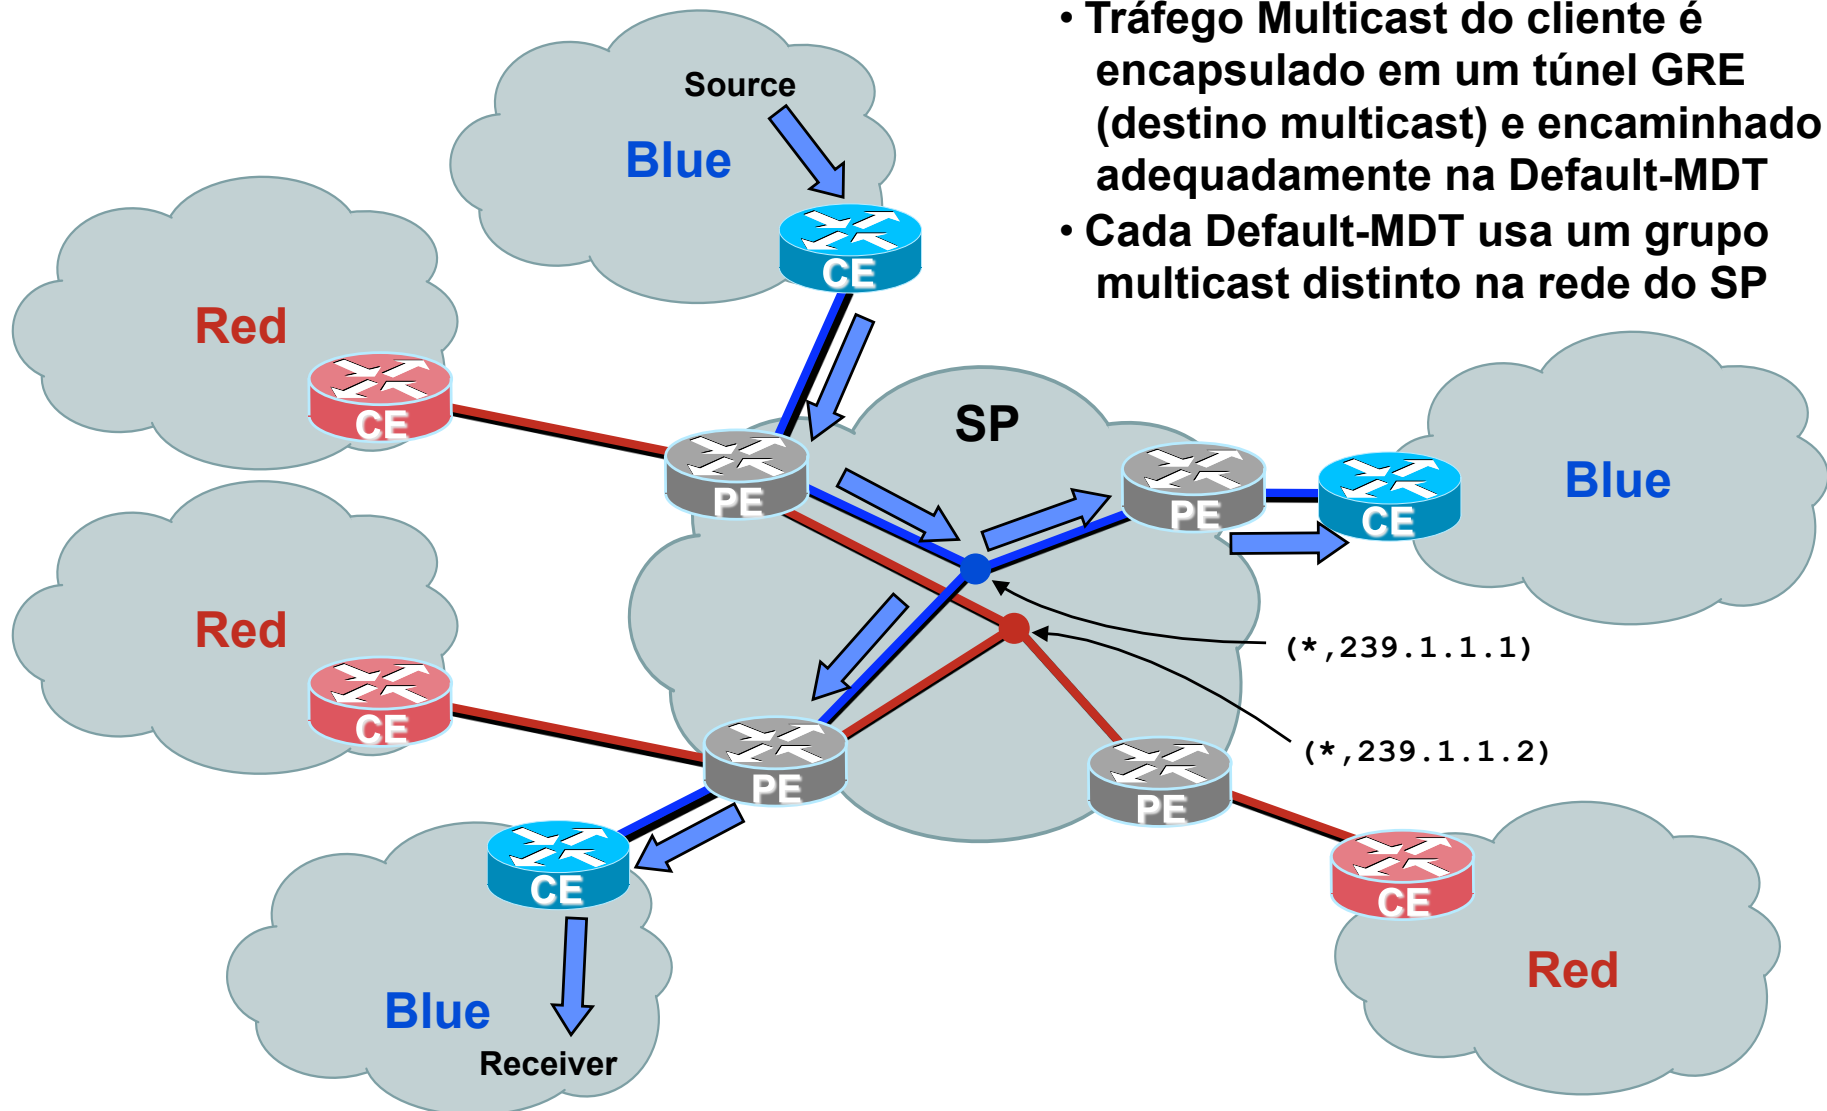 • Tráfego Multicast do cliente é
encapsulado em um túnel GRE
(destino multicast) e encaminhado
adequadamente na Default-MDT
• Cada Default-MDT usa um grupo
multicast distinto na rede do SP
Source
Blue
CE
Red
CE
SP
PE
PE
CE
Blue
Red
CE
(*,239.1.1.1)
(*,239.1.1.2)
PE
PE
CE
CE
Blue
Receiver
Red